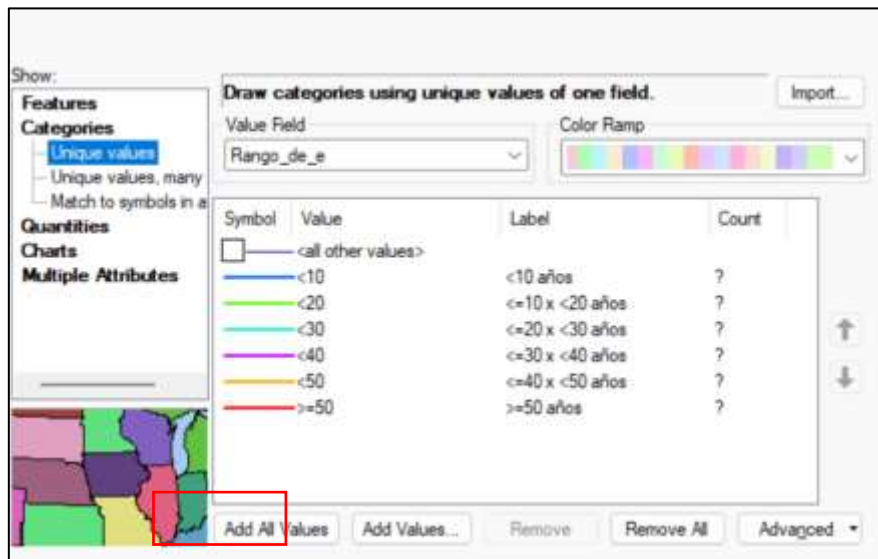 Show:
Features
Categories
Unique values
Unique values, many
Match to symbols in a
Quantities
Charts
Multiple Attributes
Draw categories using unique values of one field.
Import...
Value Field
Color Ramp
Rango_de_e
Symbol Value Label Count
<all other values>
<10 <10 años ?
<20 <=10 x <20 años ?
<30 <=20 x <30 años ?
<40 <=30 x <40 años ?
<50 <=40 x <50 años ?
>=50 >=50 años ?
Add All Values Add Values... Remove Remove All Advanced